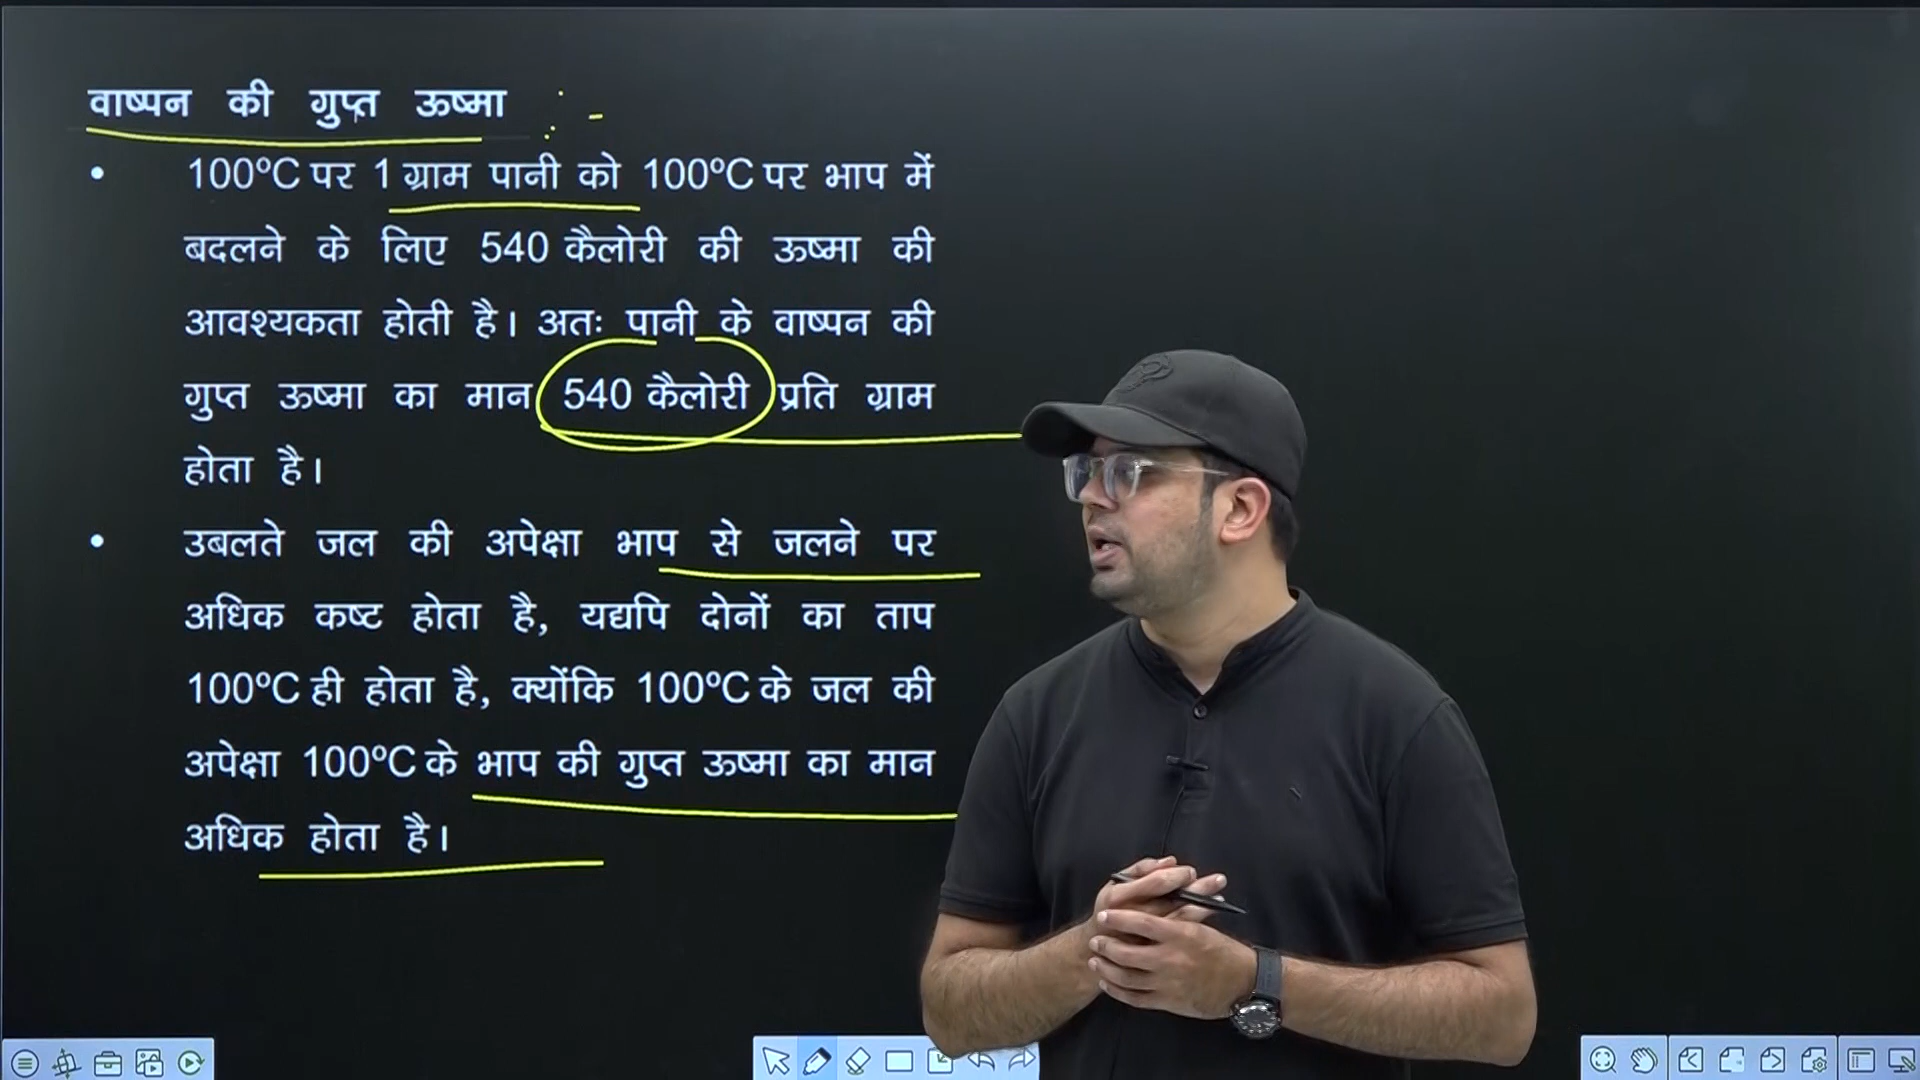 वाष्पन की गुप्त ऊष्मा :-
• 100°C पर 1 ग्राम पानी को 100°C पर भाप में
बदलने के लिए 540 कैलोरी की ऊष्मा की
आवश्यकता होती है। अतः पानी के वाष्पन की
गुप्त ऊष्मा का मान 540 कैलोरी प्रति ग्राम
होता है।
• उबलते जल की अपेक्षा भाप से जलने पर
अधिक कष्ट होता है, यद्यपि दोनों का ताप
100°C ही होता है, क्योंकि 100°C के जल की
अपेक्षा 100°C के भाप की गुप्त ऊष्मा का मान
अधिक होता है।